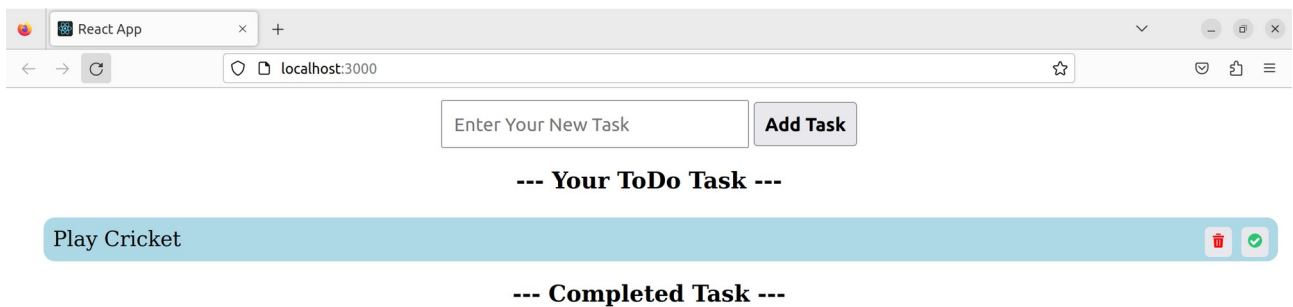 React App
localhost:3000
Enter Your New Task Add Task
--- Your ToDo Task ---
Play Cricket
--- Completed Task ---